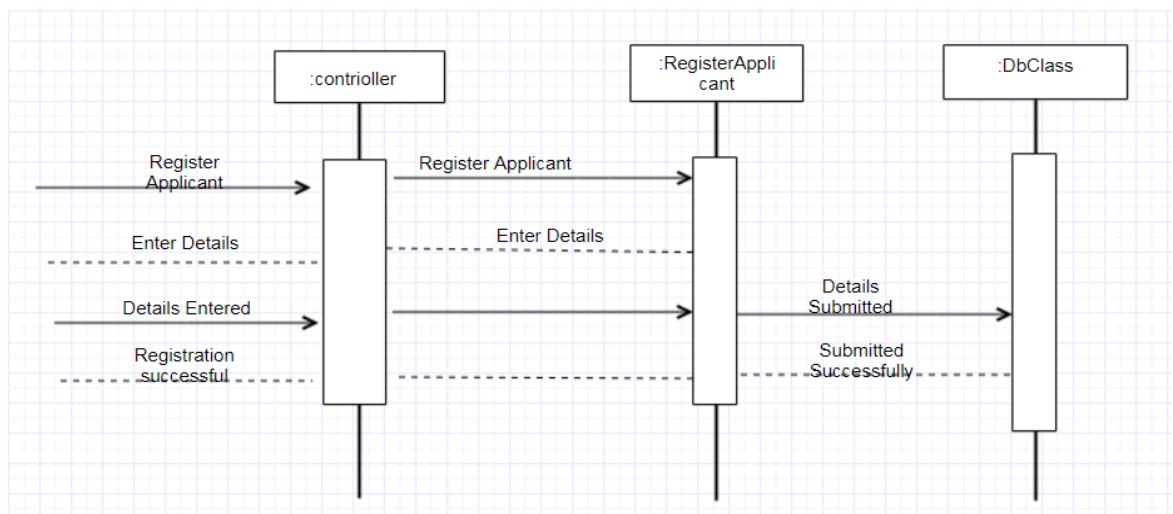 :contrioller
:RegisterAppli
cant
:DbClass
Register
Applicant
Register Applicant
Enter Details
Enter Details
Details Entered
Details
Submitted
Registration
successful
Submitted
Successfully